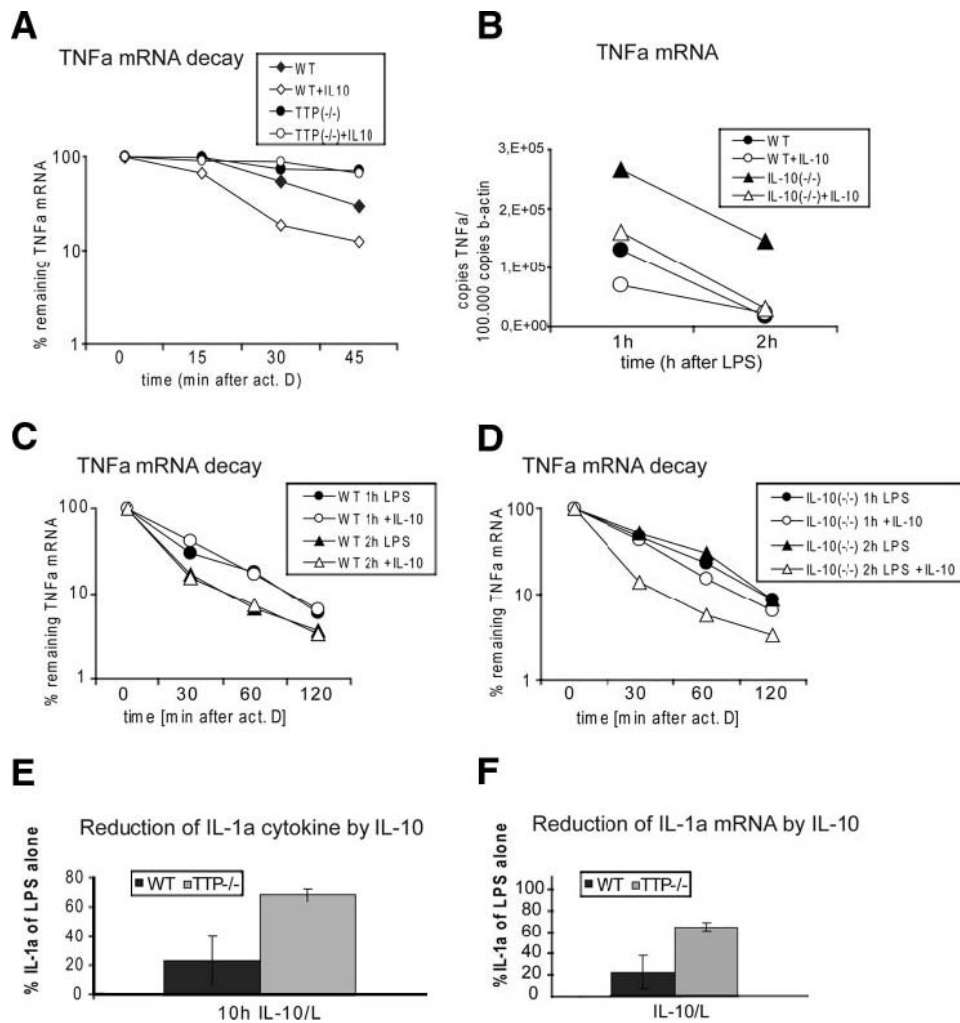 A
TNFa mRNA decay
WT
WT+IL10
TTP(-/-)
TTP(-/-)+IL10
% remaining TNFa mRNA
100
10
1
0 15 30 45
time (min after act. D)
B
TNFa mRNA
WT
WT+IL-10
IL-10(-/-)
IL-10(-/-)+IL-10
copies TNFa/
100.000 copies b-actin
3,E+05
2,E+05
1,E+05
0,E+00
1h 2h
time (h after LPS)
C
TNFa mRNA decay
WT 1h LPS
WT 1h +IL-10
WT 2h LPS
WT 2h +IL-10
% remaining TNFa mRNA
100
10
1
0 30 60 120
time [min after act. D]
D
TNFa mRNA decay
IL-10(-/-) 1h LPS
IL-10(-/-) 1h +IL-10
IL-10(-/-) 2h LPS
IL-10(-/-) 2h LPS +IL-10
% remaining TNFa mRNA
100
10
1
0 30 60 120
time [min after act. D]
E
Reduction of IL-1a cytokine by IL-10
WT TTP-/-
% IL-1a of LPS alone
80
60
40
20
0
10h IL-10/L
F
Reduction of IL-1a mRNA by IL-10
WT TTP-/-
%IL-1a of LPS alone
100
80
60
40
20
0
IL-10/L